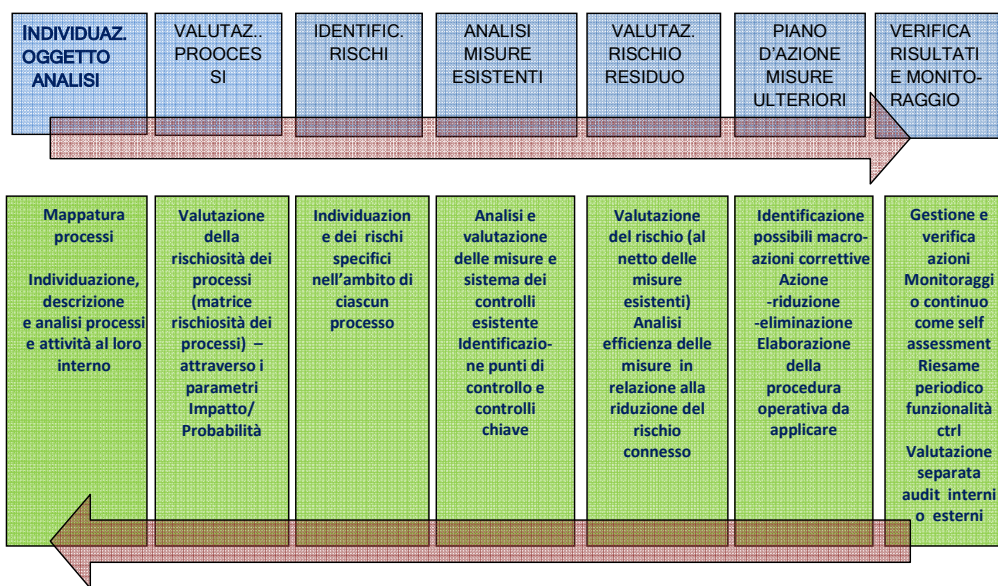 INDIVIDUAZ.
OGGETTO
ANALISI
VALUTAZ..
PROOCES
SI
IDENTIFIC.
RISCHI
ANALISI
MISURE
ESISTENTI
VALUTAZ.
RISCHIO
RESIDUO
PIANO
D'AZIONE
MISURE
ULTERIORI
VERIFICA
RISULTATI
E MONITO-
RAGGIO
Mappatura
processi
Individuazione,
descrizione
e analisi processi
e attività al loro
interno
Valutazione
della
rischiosità dei
processi
(matrice
rischiosità dei
processi) –
attraverso i
parametri
Impatto/
Probabilità
Individuazion
e dei rischi
specifici
nell'ambito di
ciascun
processo
Analisi e
valutazione
delle misure e
sistema dei
controlli
esistente
Identificazio-
ne punti di
controllo e
controlli
chiave
Valutazione
del rischio (al
netto delle
misure
esistenti)
Analisi
efficienza delle
misure in
relazione alla
riduzione del
rischio
connesso
Identificazione
possibili macro-
azioni correttive
Azione
-riduzione
-eliminazione
Elaborazione
della
procedura
operativa da
applicare
Gestione e
verifica
azioni
Monitoraggi
o continuo
come self
assessment
Riesame
periodico
funzionalità
ctrl
Valutazione
separata
audit interni
o esterni